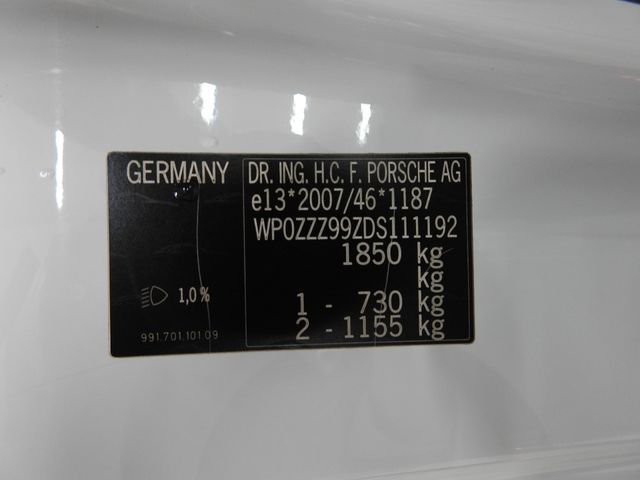 GERMANY
DR. ING. H.C. F. PORSCHE AG
e13*2007/46*1187
WP0ZZZ99ZDS111192
1850 kg
kg
1 - 730 kg
2 - 1155 kg
1,0%
991.701.101.09